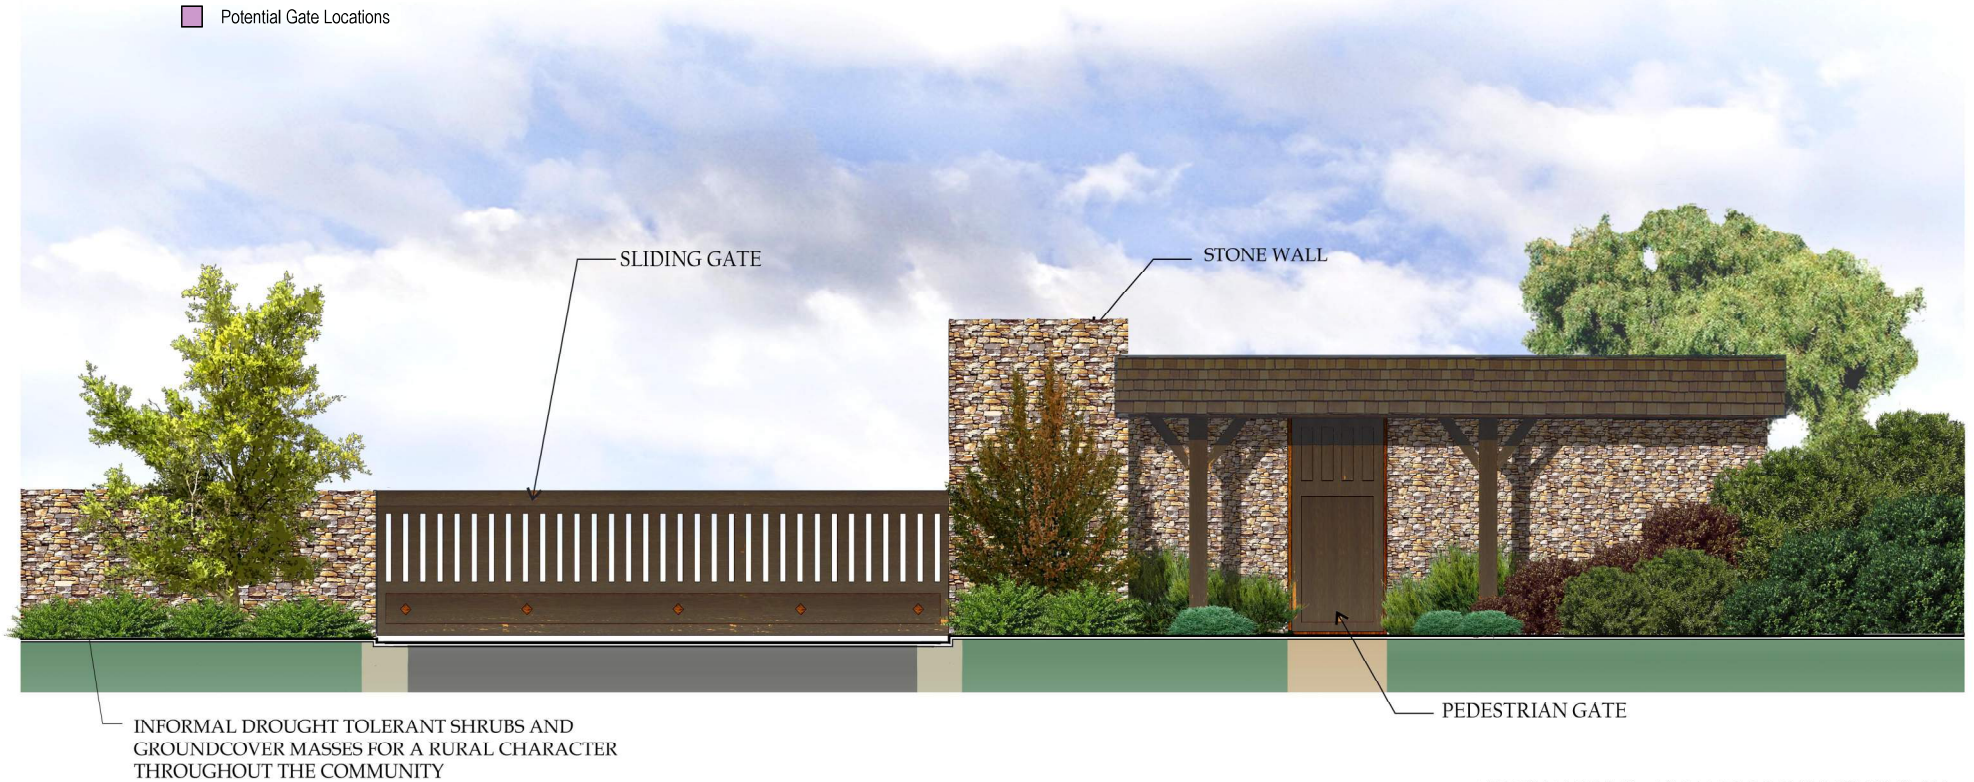 Potential Gate Locations
SLIDING GATE
STONE WALL
PEDESTRIAN GATE
INFORMAL DROUGHT TOLERANT SHRUBS AND
GROUNDCOVER MASSES FOR A RURAL CHARACTER
THROUGHOUT THE COMMUNITY